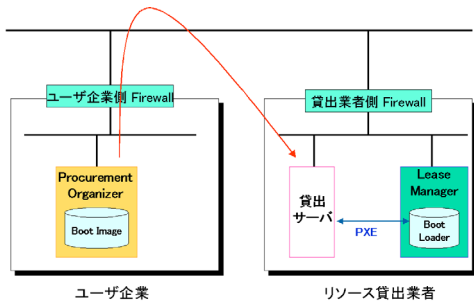 ユーザ企業側 Firewall
貸出業者側 Firewall
Procurement
Organizer
Boot Image
貸出
サーバ
PXE
Lease
Manager
Boot
Loader
ユーザ企業
リソース貸出業者